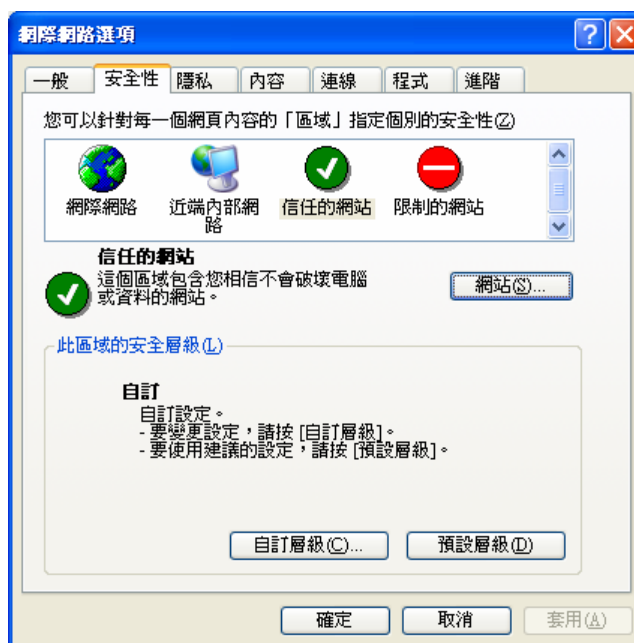 網際網路選項
一般 安全性 隱私 內容 連線 程式 進階
您可以針對每一個網頁內容的「區域」指定個別的安全性(Z)
網際網路 近端內部網路 信任的網站 限制的網站
信任的網站
這個區域包含您相信不會破壞電腦
或資料的網站。
網站(S)...
此區域的安全層級(L)
自訂
自訂設定。
- 要變更設定，請按 [自訂層級]。
- 要使用建議的設定，請按 [預設層級]。
自訂層級(C)... 預設層級(D)
確定 取消 套用(A)